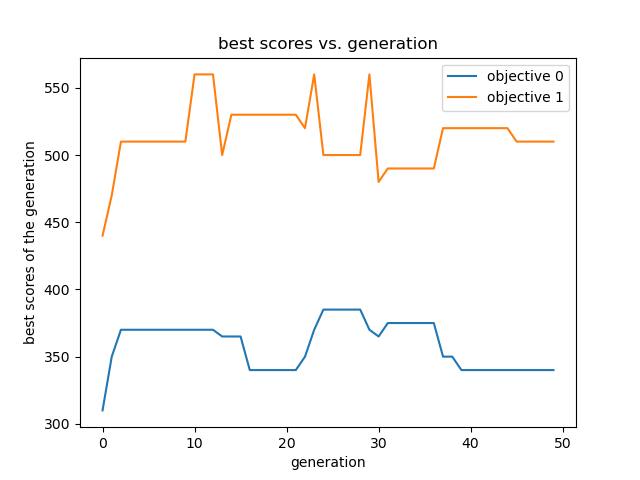 best scores vs. generation
objective 0
objective 1
best scores of the generation
550
500
450
400
350
300
0 10 20 30 40 50
generation